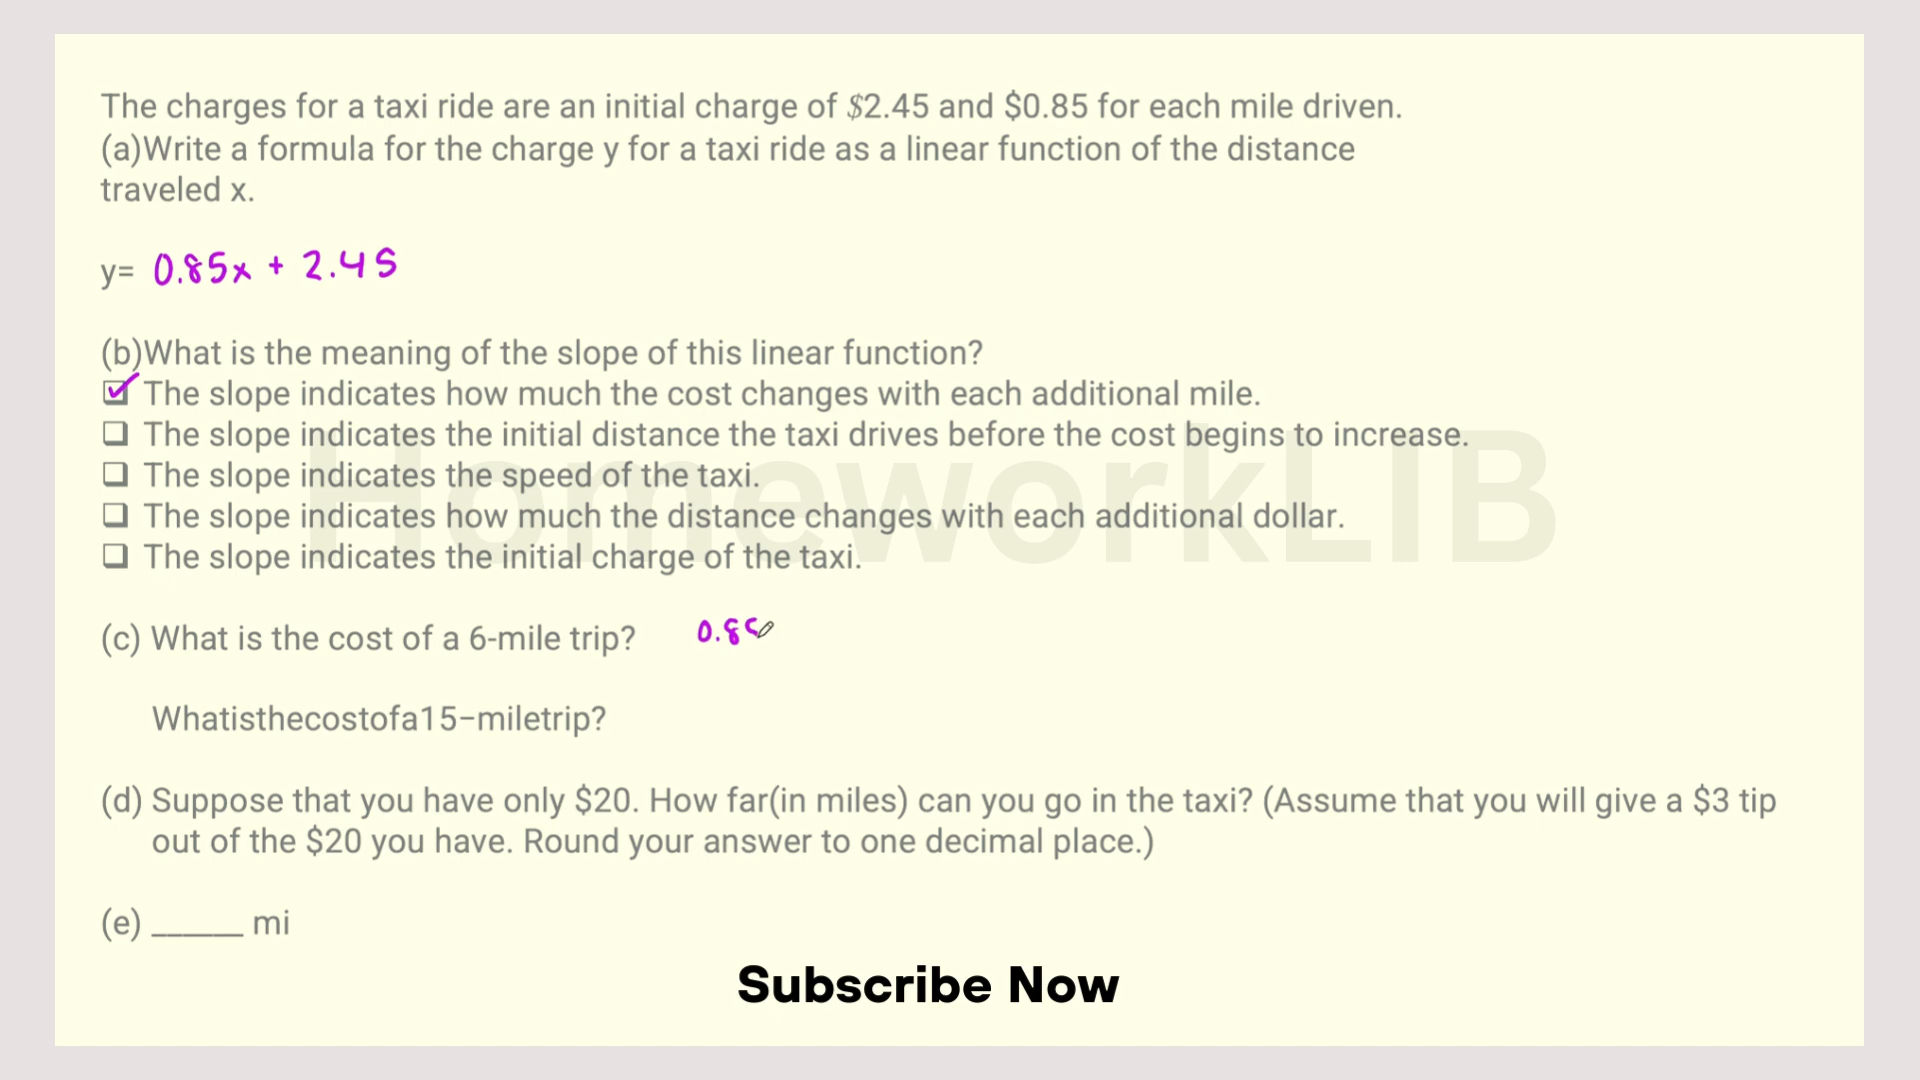 The charges for a taxi ride are an initial charge of $2.45 and $0.85 for each mile driven.
(a)Write a formula for the charge y for a taxi ride as a linear function of the distance
traveled x.
y= 0.85x + 2.45
(b)What is the meaning of the slope of this linear function?
The slope indicates how much the cost changes with each additional mile.
The slope indicates the initial distance the taxi drives before the cost begins to increase.
The slope indicates the speed of the taxi.
The slope indicates how much the distance changes with each additional dollar.
The slope indicates the initial charge of the taxi.
HomeworkLIB
(c) What is the cost of a 6-mile trip? 0.85
Whatisthecostofa15−miletrip?
(d) Suppose that you have only $20. How far(in miles) can you go in the taxi? (Assume that you will give a $3 tip
out of the $20 you have. Round your answer to one decimal place.)
(e) ______ mi
Subscribe Now